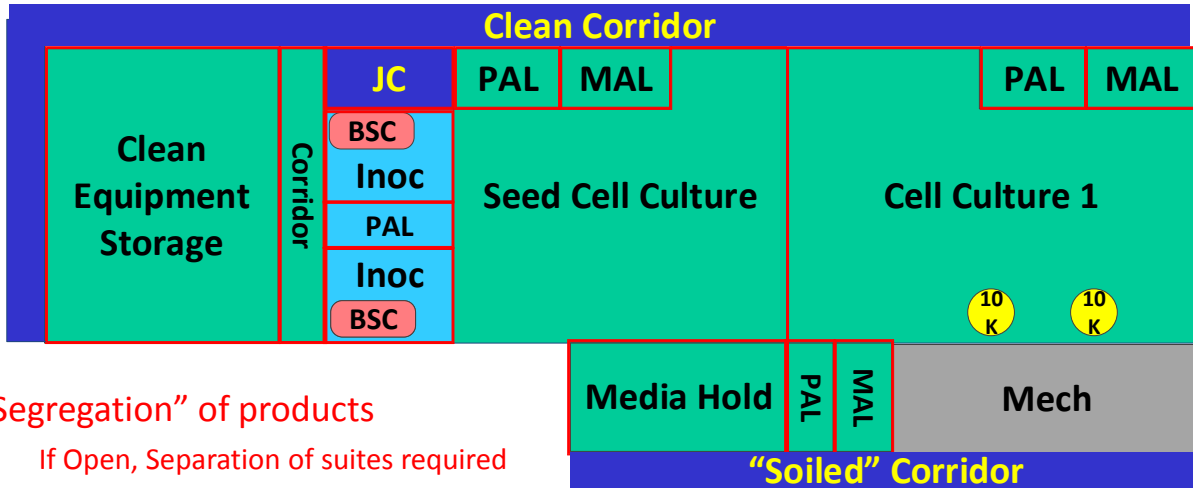 Clean Corridor
JC
PAL
MAL
PAL
MAL
BSC
Clean
Equipment
Storage
Corridor
Inoc
PAL
Inoc
BSC
Seed Cell Culture
Cell Culture 1
10
K
10
K
Media Hold
PAL
MAL
Mech
Segregation” of products
If Open, Separation of suites required
“Soiled” Corridor